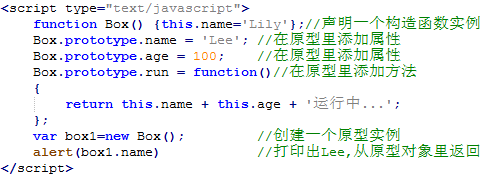 <script type="text/javascript">
    function Box() {this.name='Lily'};//声明一个构造函数实例
    Box.prototype.name = 'Lee'; //在原型里添加属性
    Box.prototype.age = 100;    //在原型里添加属性
    Box.prototype.run = function()//在原型里添加方法
    {
        return this.name + this.age + '运行中...';
    };
    var box1=new Box();         //创建一个原型实例
    alert(box1.name)            //打印出Lee,从原型对象里返回
</script>